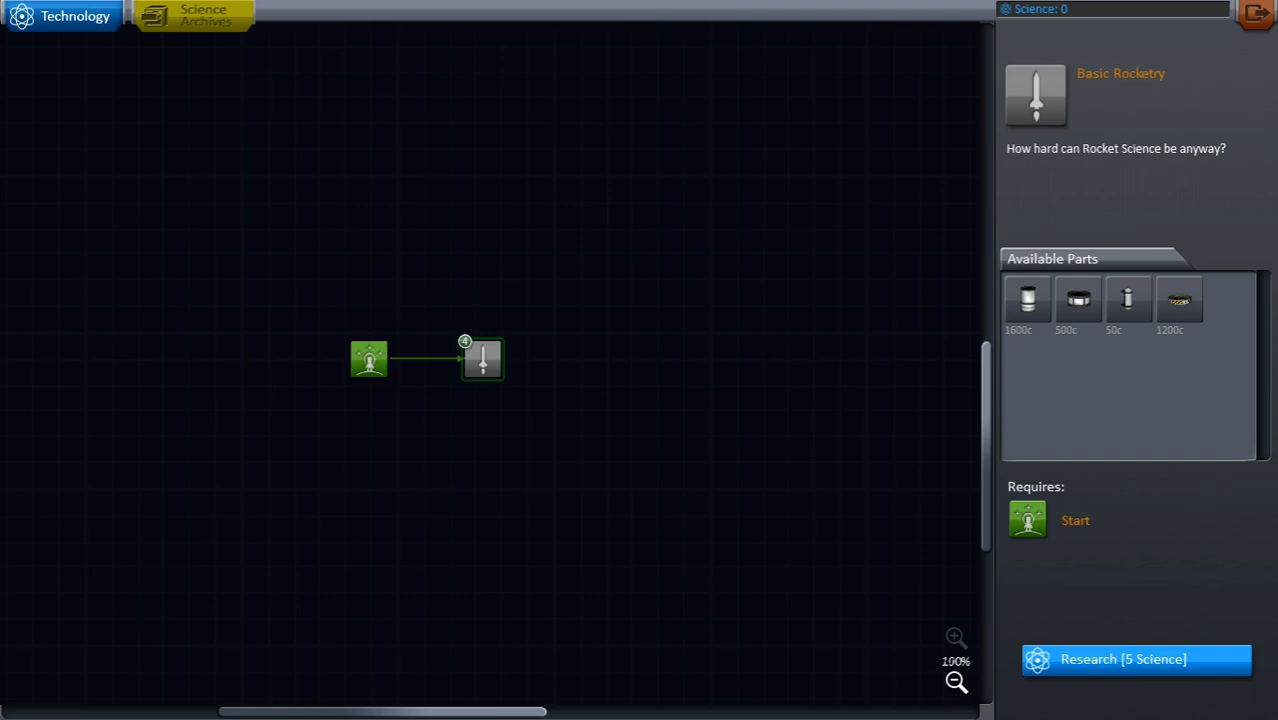 Technology
Science
Archives
Science: 0
Basic Rocketry
How hard can Rocket Science be anyway?
Available Parts
1600c 500c 50c 1200c
4
Requires:
Start
100%
Research [5 Science]